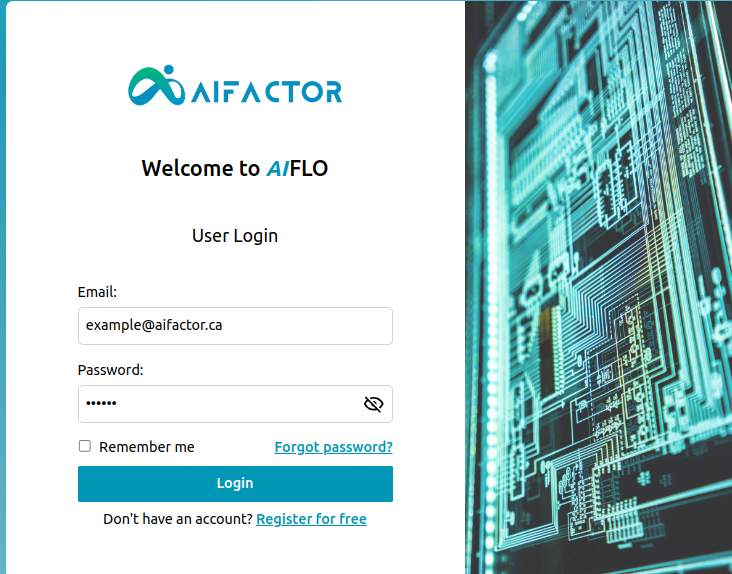 AIFACTOR
Welcome to AIFLO
User Login
Email:
example@aifactor.ca
Password:
••••••
Remember me Forgot password?
Login
Don't have an account? Register for free